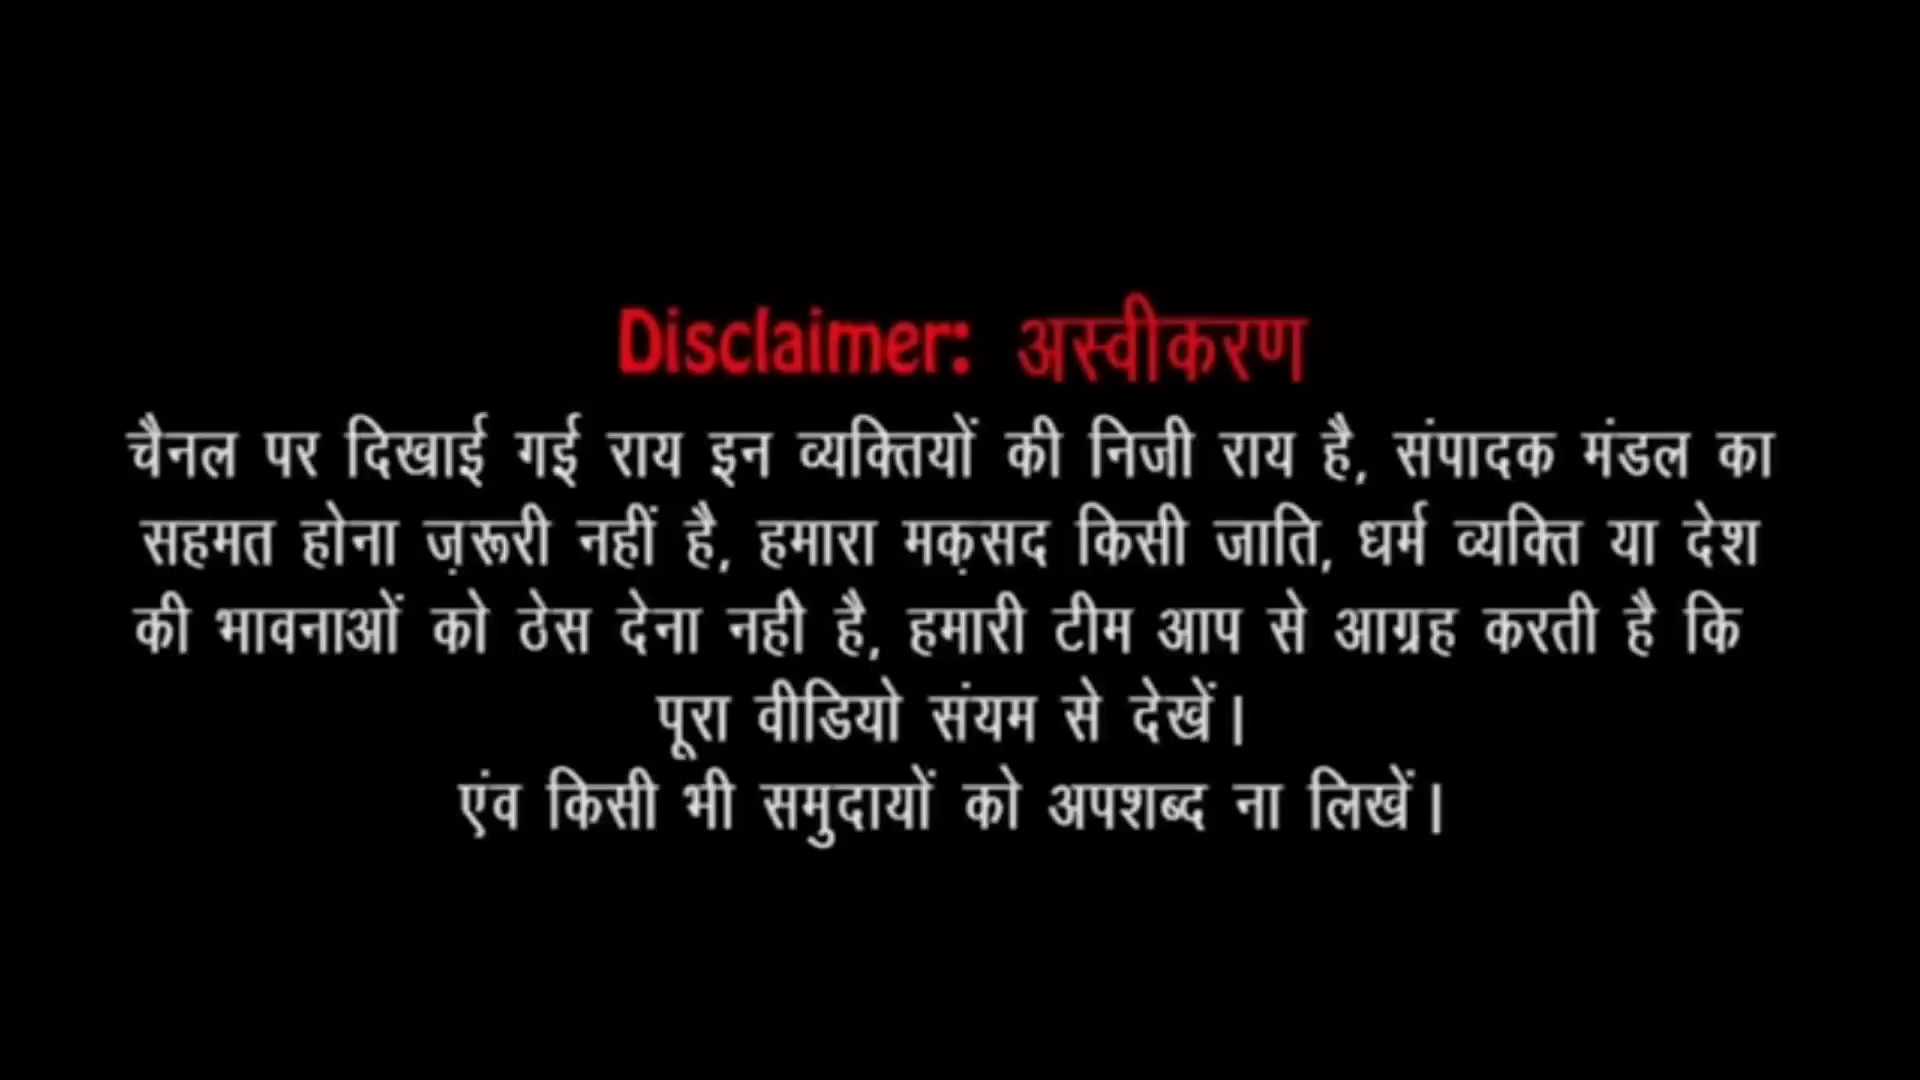 Disclaimer: अस्वीकरण
चैनल पर दिखाई गई राय इन व्यक्तियों की निजी राय है, संपादक मंडल का
सहमत होना ज़रूरी नहीं है, हमारा मक़सद किसी जाति, धर्म व्यक्ति या देश
की भावनाओं को ठेस देना नही है, हमारी टीम आप से आग्रह करती है कि
पूरा वीडियो संयम से देखें।
एंव किसी भी समुदायों को अपशब्द ना लिखें।